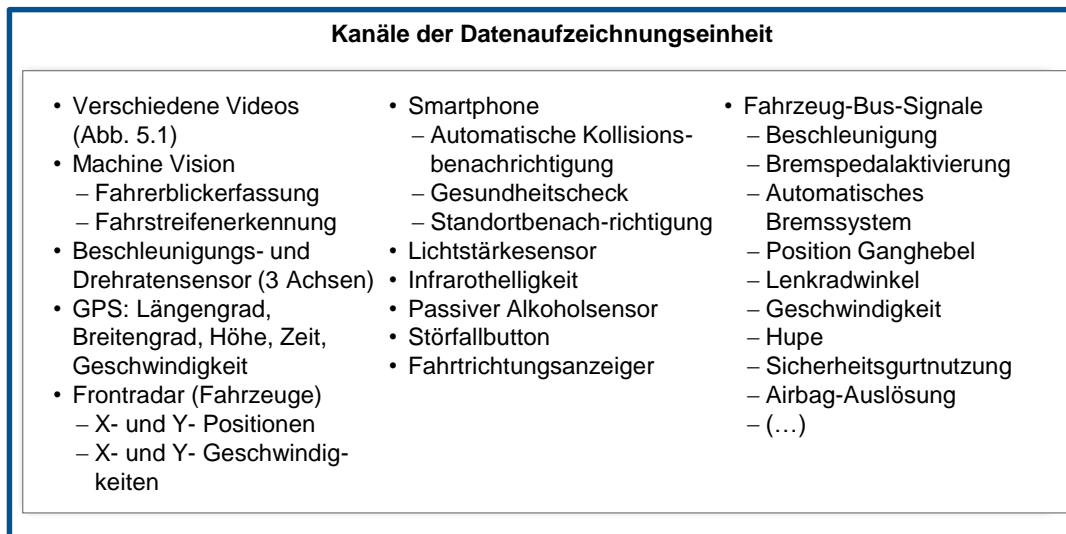 Kanäle der Datenaufzeichnungseinheit
• Verschiedene Videos
(Abb. 5.1)
• Machine Vision
– Fahrerblickerfassung
– Fahrstreifenerkennung
• Beschleunigungs- und
Drehratensensor (3 Achsen)
• GPS: Längengrad,
Breitengrad, Höhe, Zeit,
Geschwindigkeit
• Frontradar (Fahrzeuge)
– X- und Y- Positionen
– X- und Y- Geschwindig-
keiten
• Smartphone
– Automatische Kollisions-
benachrichtigung
– Gesundheitscheck
– Standortbenach-richtigung
• Lichtstärkesensor
• Infrarothelligkeit
• Passiver Alkoholsensor
• Störfallbutton
• Fahrtrichtungsanzeiger
• Fahrzeug-Bus-Signale
– Beschleunigung
– Bremspedalaktivierung
– Automatisches
Bremssystem
– Position Ganghebel
– Lenkradwinkel
– Geschwindigkeit
– Hupe
– Sicherheitsgurtnutzung
– Airbag-Auslösung
– (…)